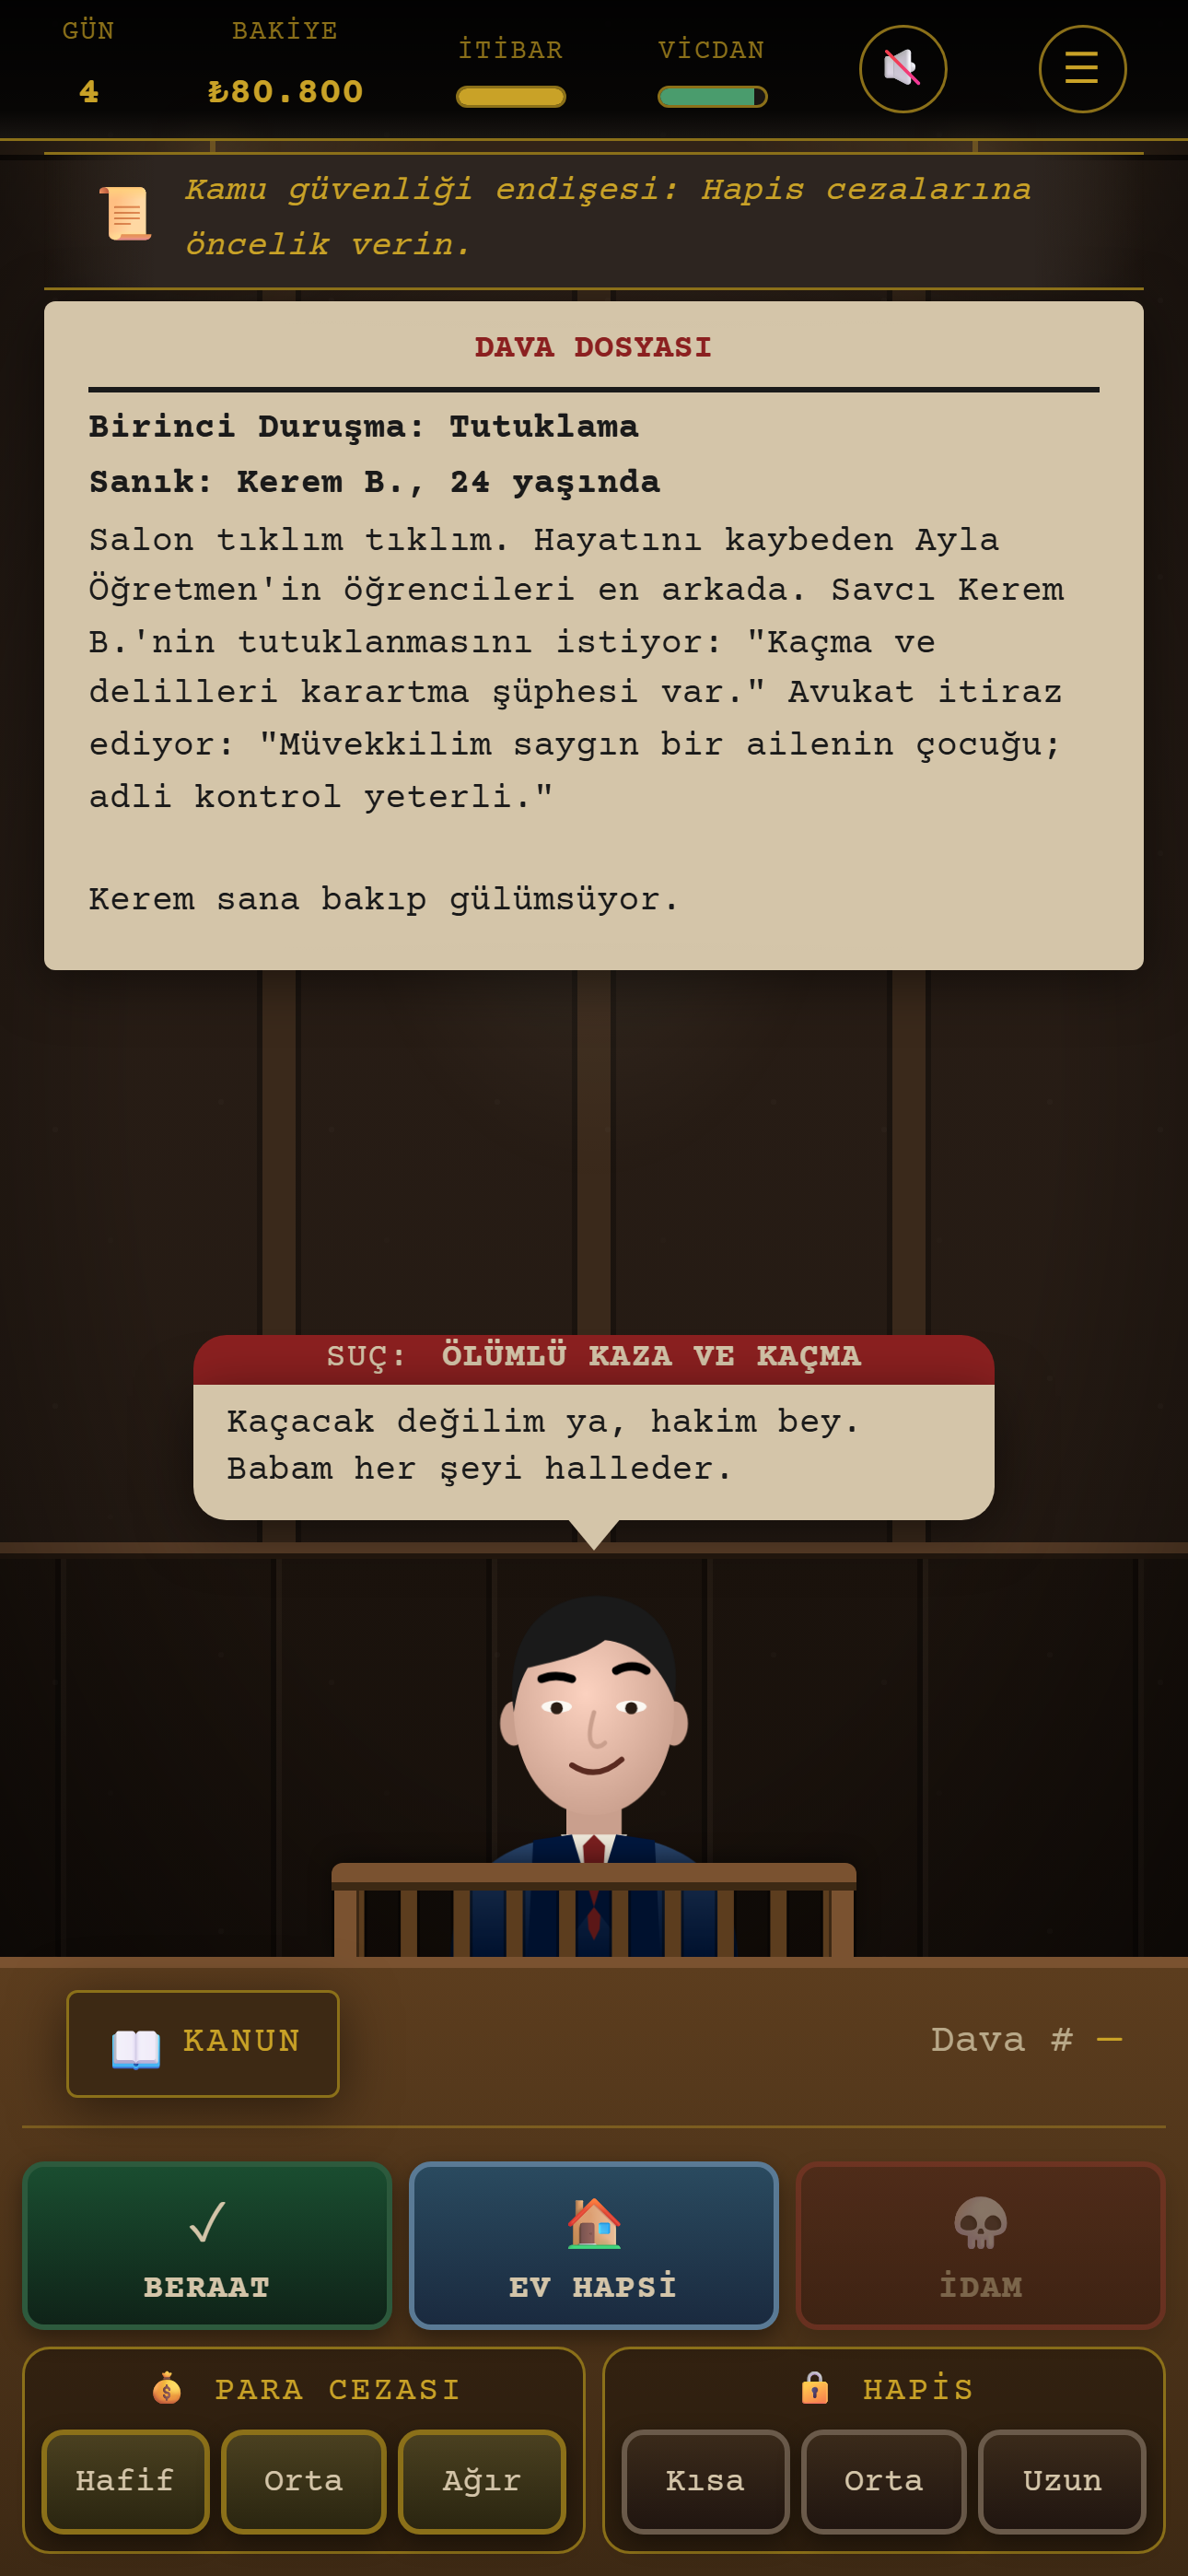 GÜN BAKİYE İTİBAR VİCDAN
4 ₺80.800
Kamu güvenliği endişesi: Hapis cezalarına
öncelik verin.
DAVA DOSYASI
Birinci Duruşma: Tutuklama
Sanık: Kerem B., 24 yaşında
Salon tıklım tıklım. Hayatını kaybeden Ayla
Öğretmen'in öğrencileri en arkada. Savcı Kerem
B.'nin tutuklanmasını istiyor: "Kaçma ve
delilleri karartma şüphesi var." Avukat itiraz
ediyor: "Müvekkilim saygın bir ailenin çocuğu;
adli kontrol yeterli."
Kerem sana bakıp gülümsüyor.
SUÇ: ÖLÜMLÜ KAZA VE KAÇMA
Kaçacak değilim ya, hakim bey.
Babam her şeyi halleder.
KANUN Dava # —
BERAAT EV HAPSİ İDAM
PARA CEZASI HAPİS
Hafif Orta Ağır Kısa Orta Uzun